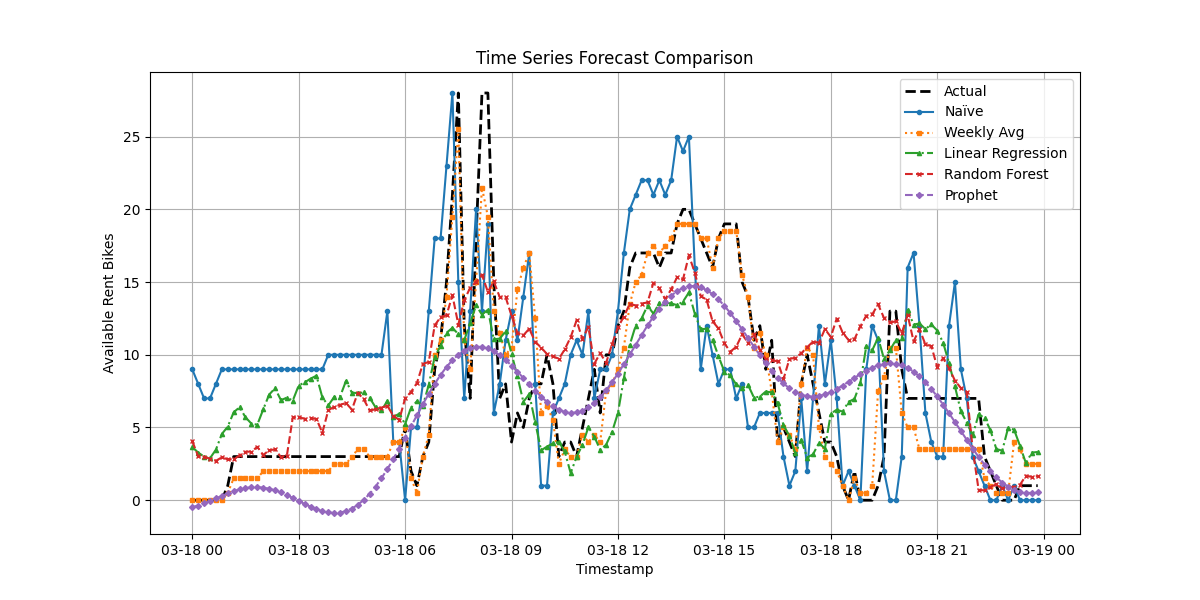 Time Series Forecast Comparison
Actual
Naïve
Weekly Avg
Linear Regression
Random Forest
Prophet
Available Rent Bikes
25
20
15
10
5
0
03-18 00
03-18 03
03-18 06
03-18 09
03-18 12
03-18 15
03-18 18
03-18 21
03-19 00
Timestamp